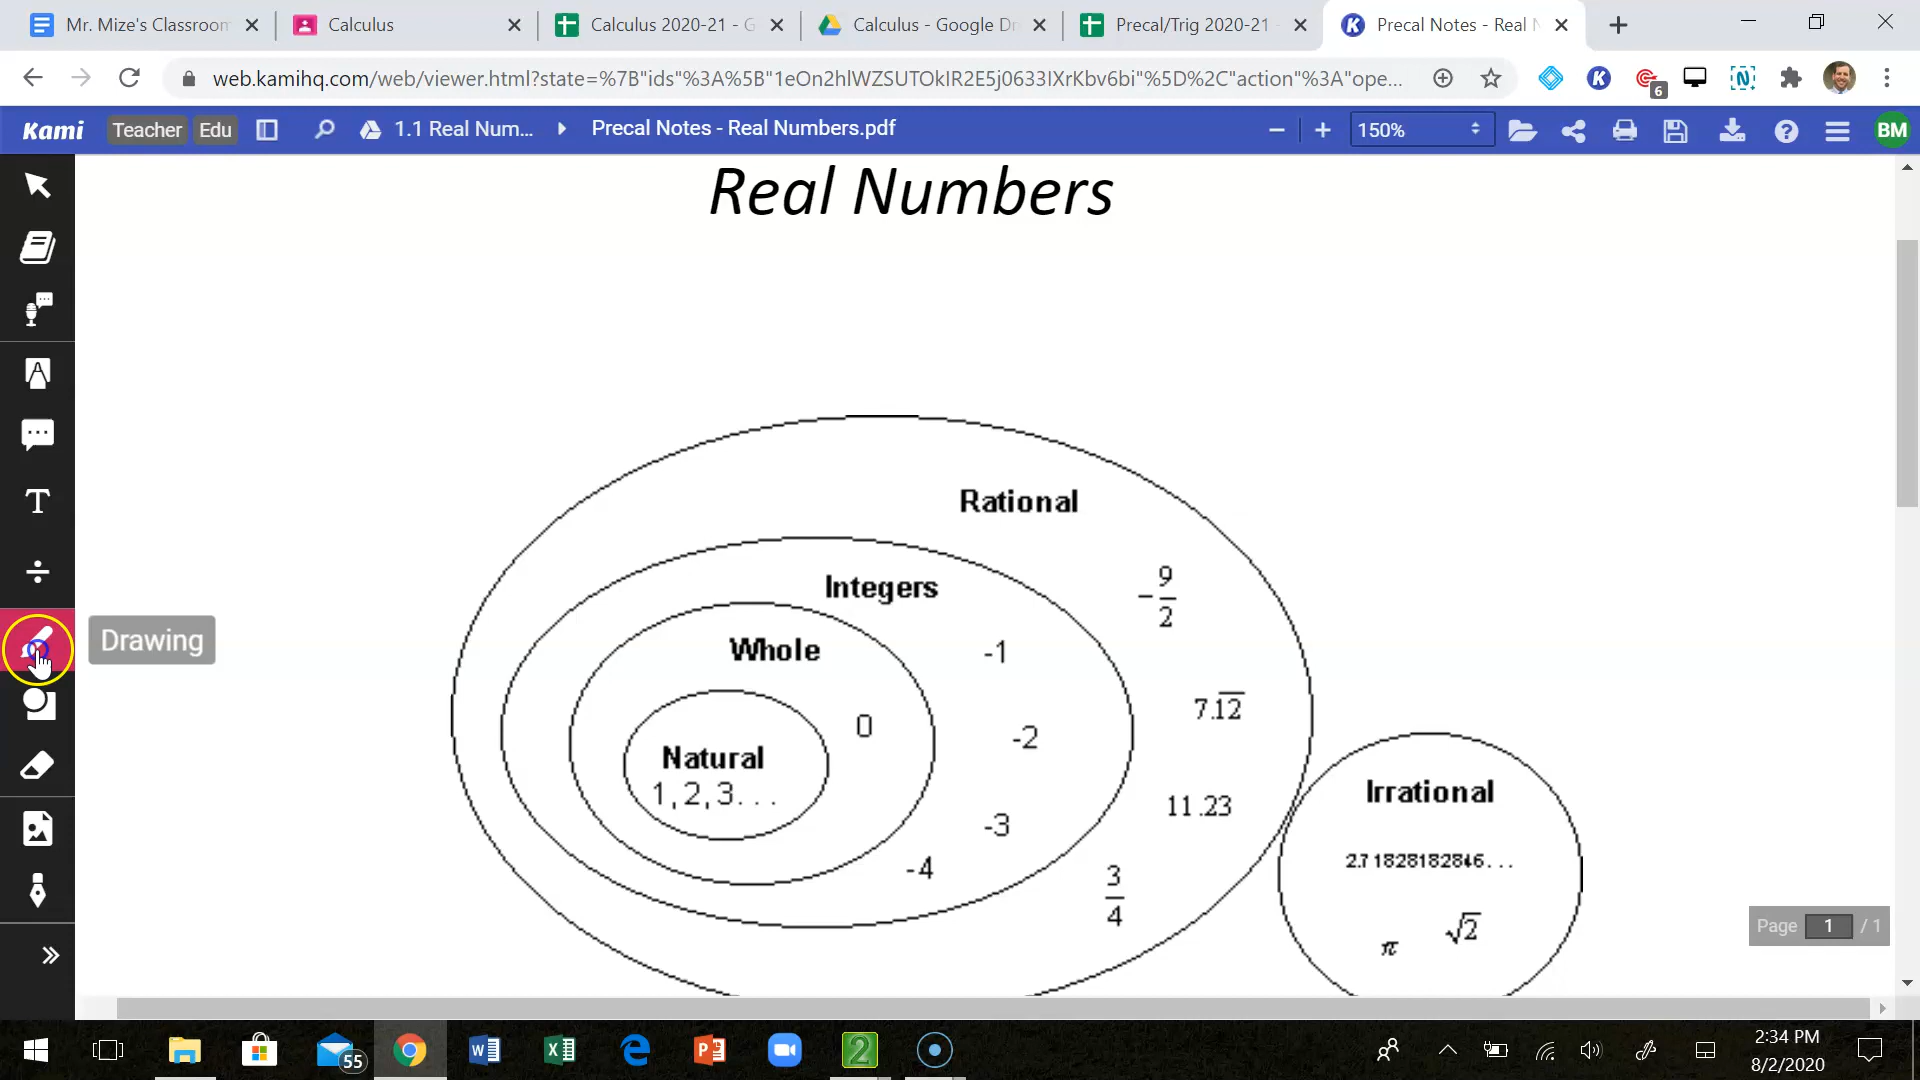 Mr. Mize's Classroom
Calculus
Calculus 2020-21 - G
Calculus - Google Dr
Precal/Trig 2020-21 -
Precal Notes - Real N
web.kamihq.com/web/viewer.html?state=%7B"ids"%3A%5B"1eOn2hlWZSUTOkIR2E5j0633IXrKbv6bi"%5D%2C"action"%3A"ope...
6
Kami Teacher Edu
1.1 Real Num...
Precal Notes - Real Numbers.pdf
150%
BM
Real Numbers
Rational
Integers
-9/2
Whole
-1
Drawing
7.1̅2̅
0
-2
Natural
1, 2, 3...
Irrational
11.23
-3
2.71828182846...
-4
3/4
π
√2
Page 1 / 1
55
2:34 PM
8/2/2020